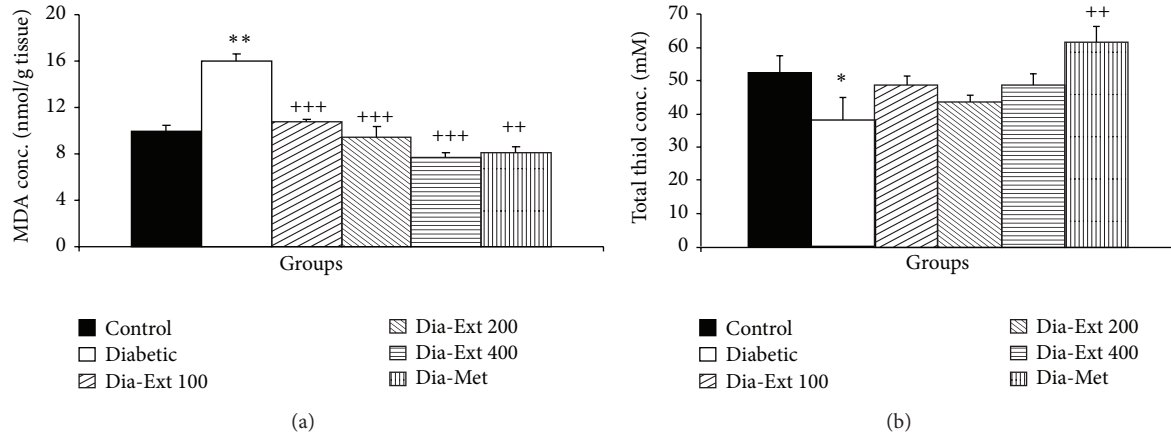 MDA conc. (nmol/g tissue)
20
16
12
8
4
0
**
+++
+++
+++
++
Groups
Control
Diabetic
Dia-Ext 100
Dia-Ext 200
Dia-Ext 400
Dia-Met
(a)
Total thiol conc. (mM)
70
60
50
40
30
20
10
0
*
++
Groups
Control
Diabetic
Dia-Ext 100
Dia-Ext 200
Dia-Ext 400
Dia-Met
(b)